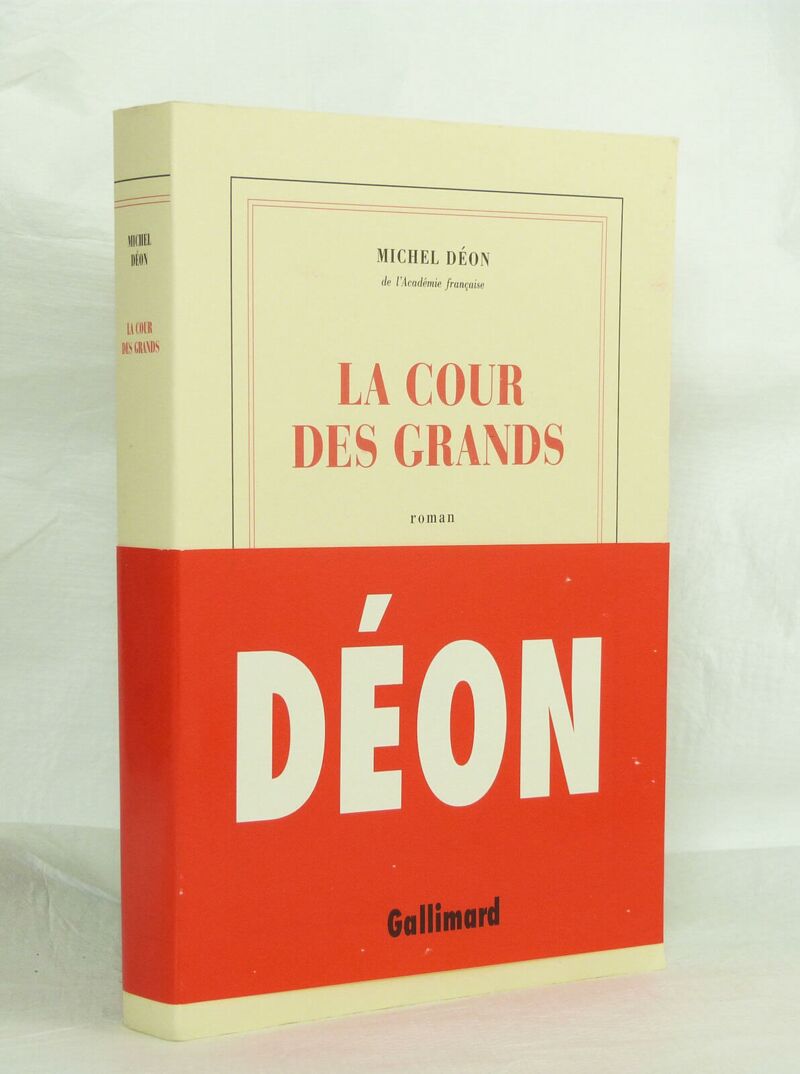 MICHEL
DÉON
LA COUR
DES GRANDS
MICHEL DÉON
de l'Académie française
LA COUR
DES GRANDS
roman
DÉON
Gallimard